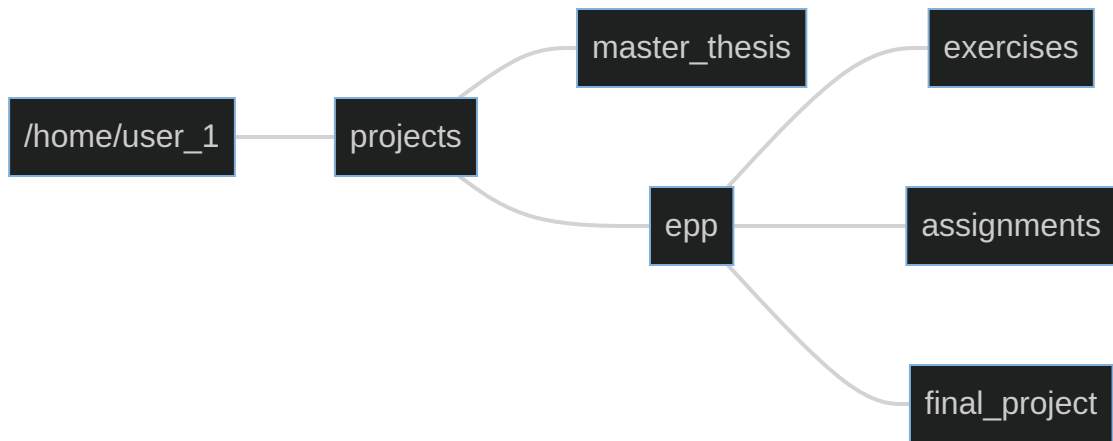 /home/user_1
projects
master_thesis
epp
exercises
assignments
final_project